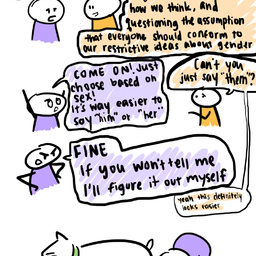 how we think, and
questioning the assumption
that everyone should conform to
our restrictive ideas about gender
COME ON! Just
choose based on
sex!
It's way easier to
say "him" or "her"
Can't you
just say "them"?
FINE
If you won't tell me
I'll figure it out myself
yeah this definitely
looks easier